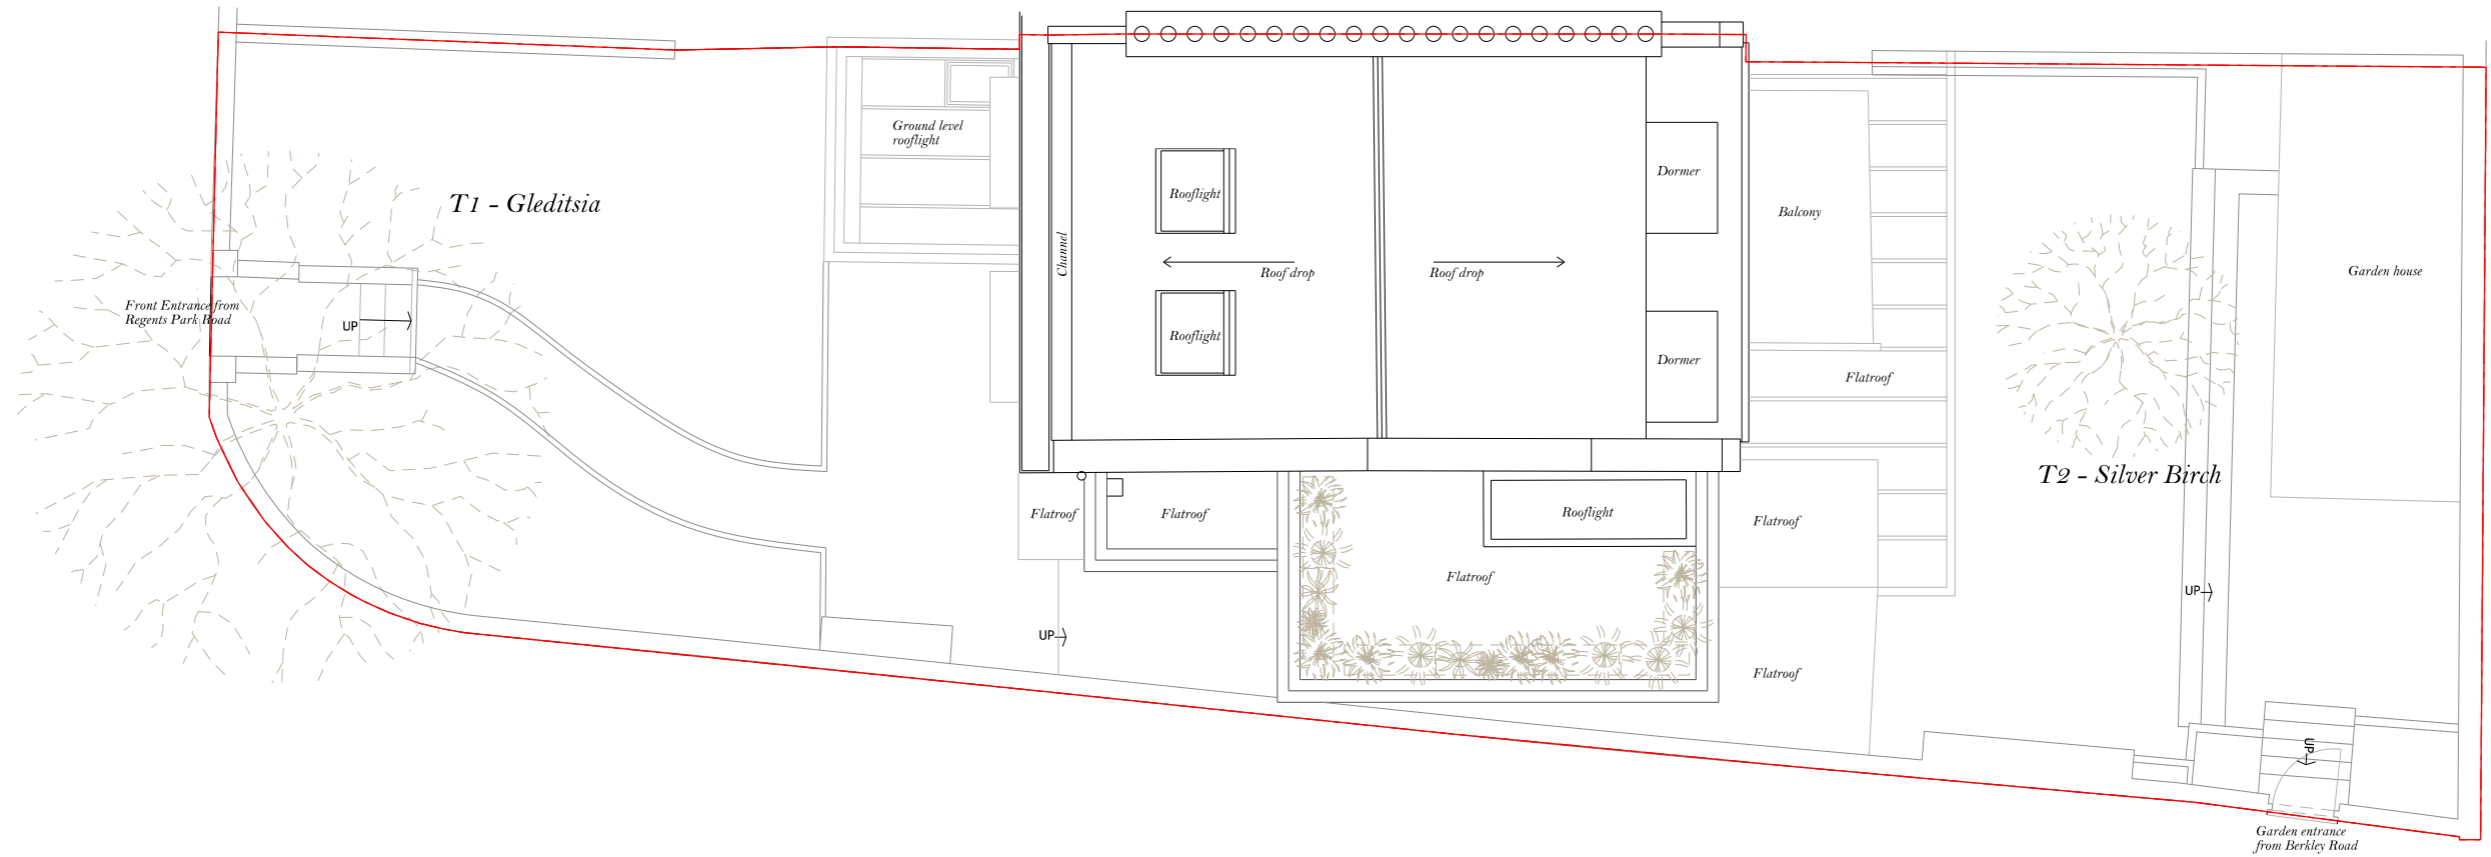 Ground level
rooflight
T1 - Gleditsia
Front Entrance from
Regents Park Road
UP
Channel
Rooflight
Roof drop
Roof drop
Rooflight
Dormer
Dormer
Balcony
Flatroof
Garden house
T2 - Silver Birch
Flatroof
Flatroof
Rooflight
Flatroof
Flatroof
UP
UP
Flatroof
UP
Garden entrance
from Berkley Road